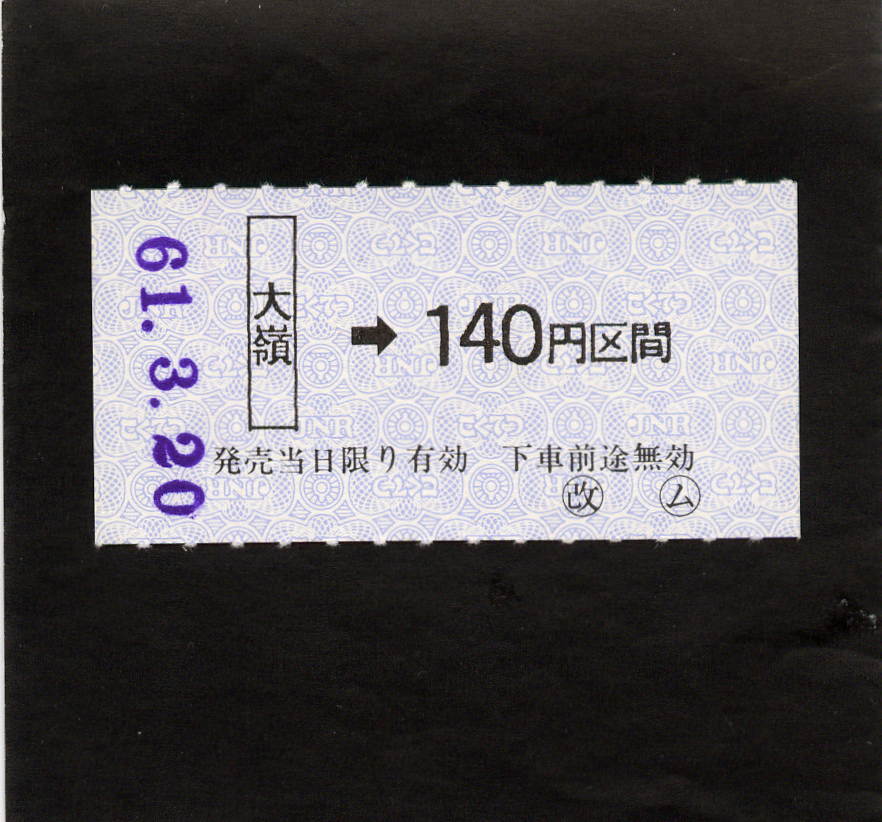 61.3.20
大嶺
➡ 140円区間
発売当日限り有効 下車前途無効
㊢ ㋰